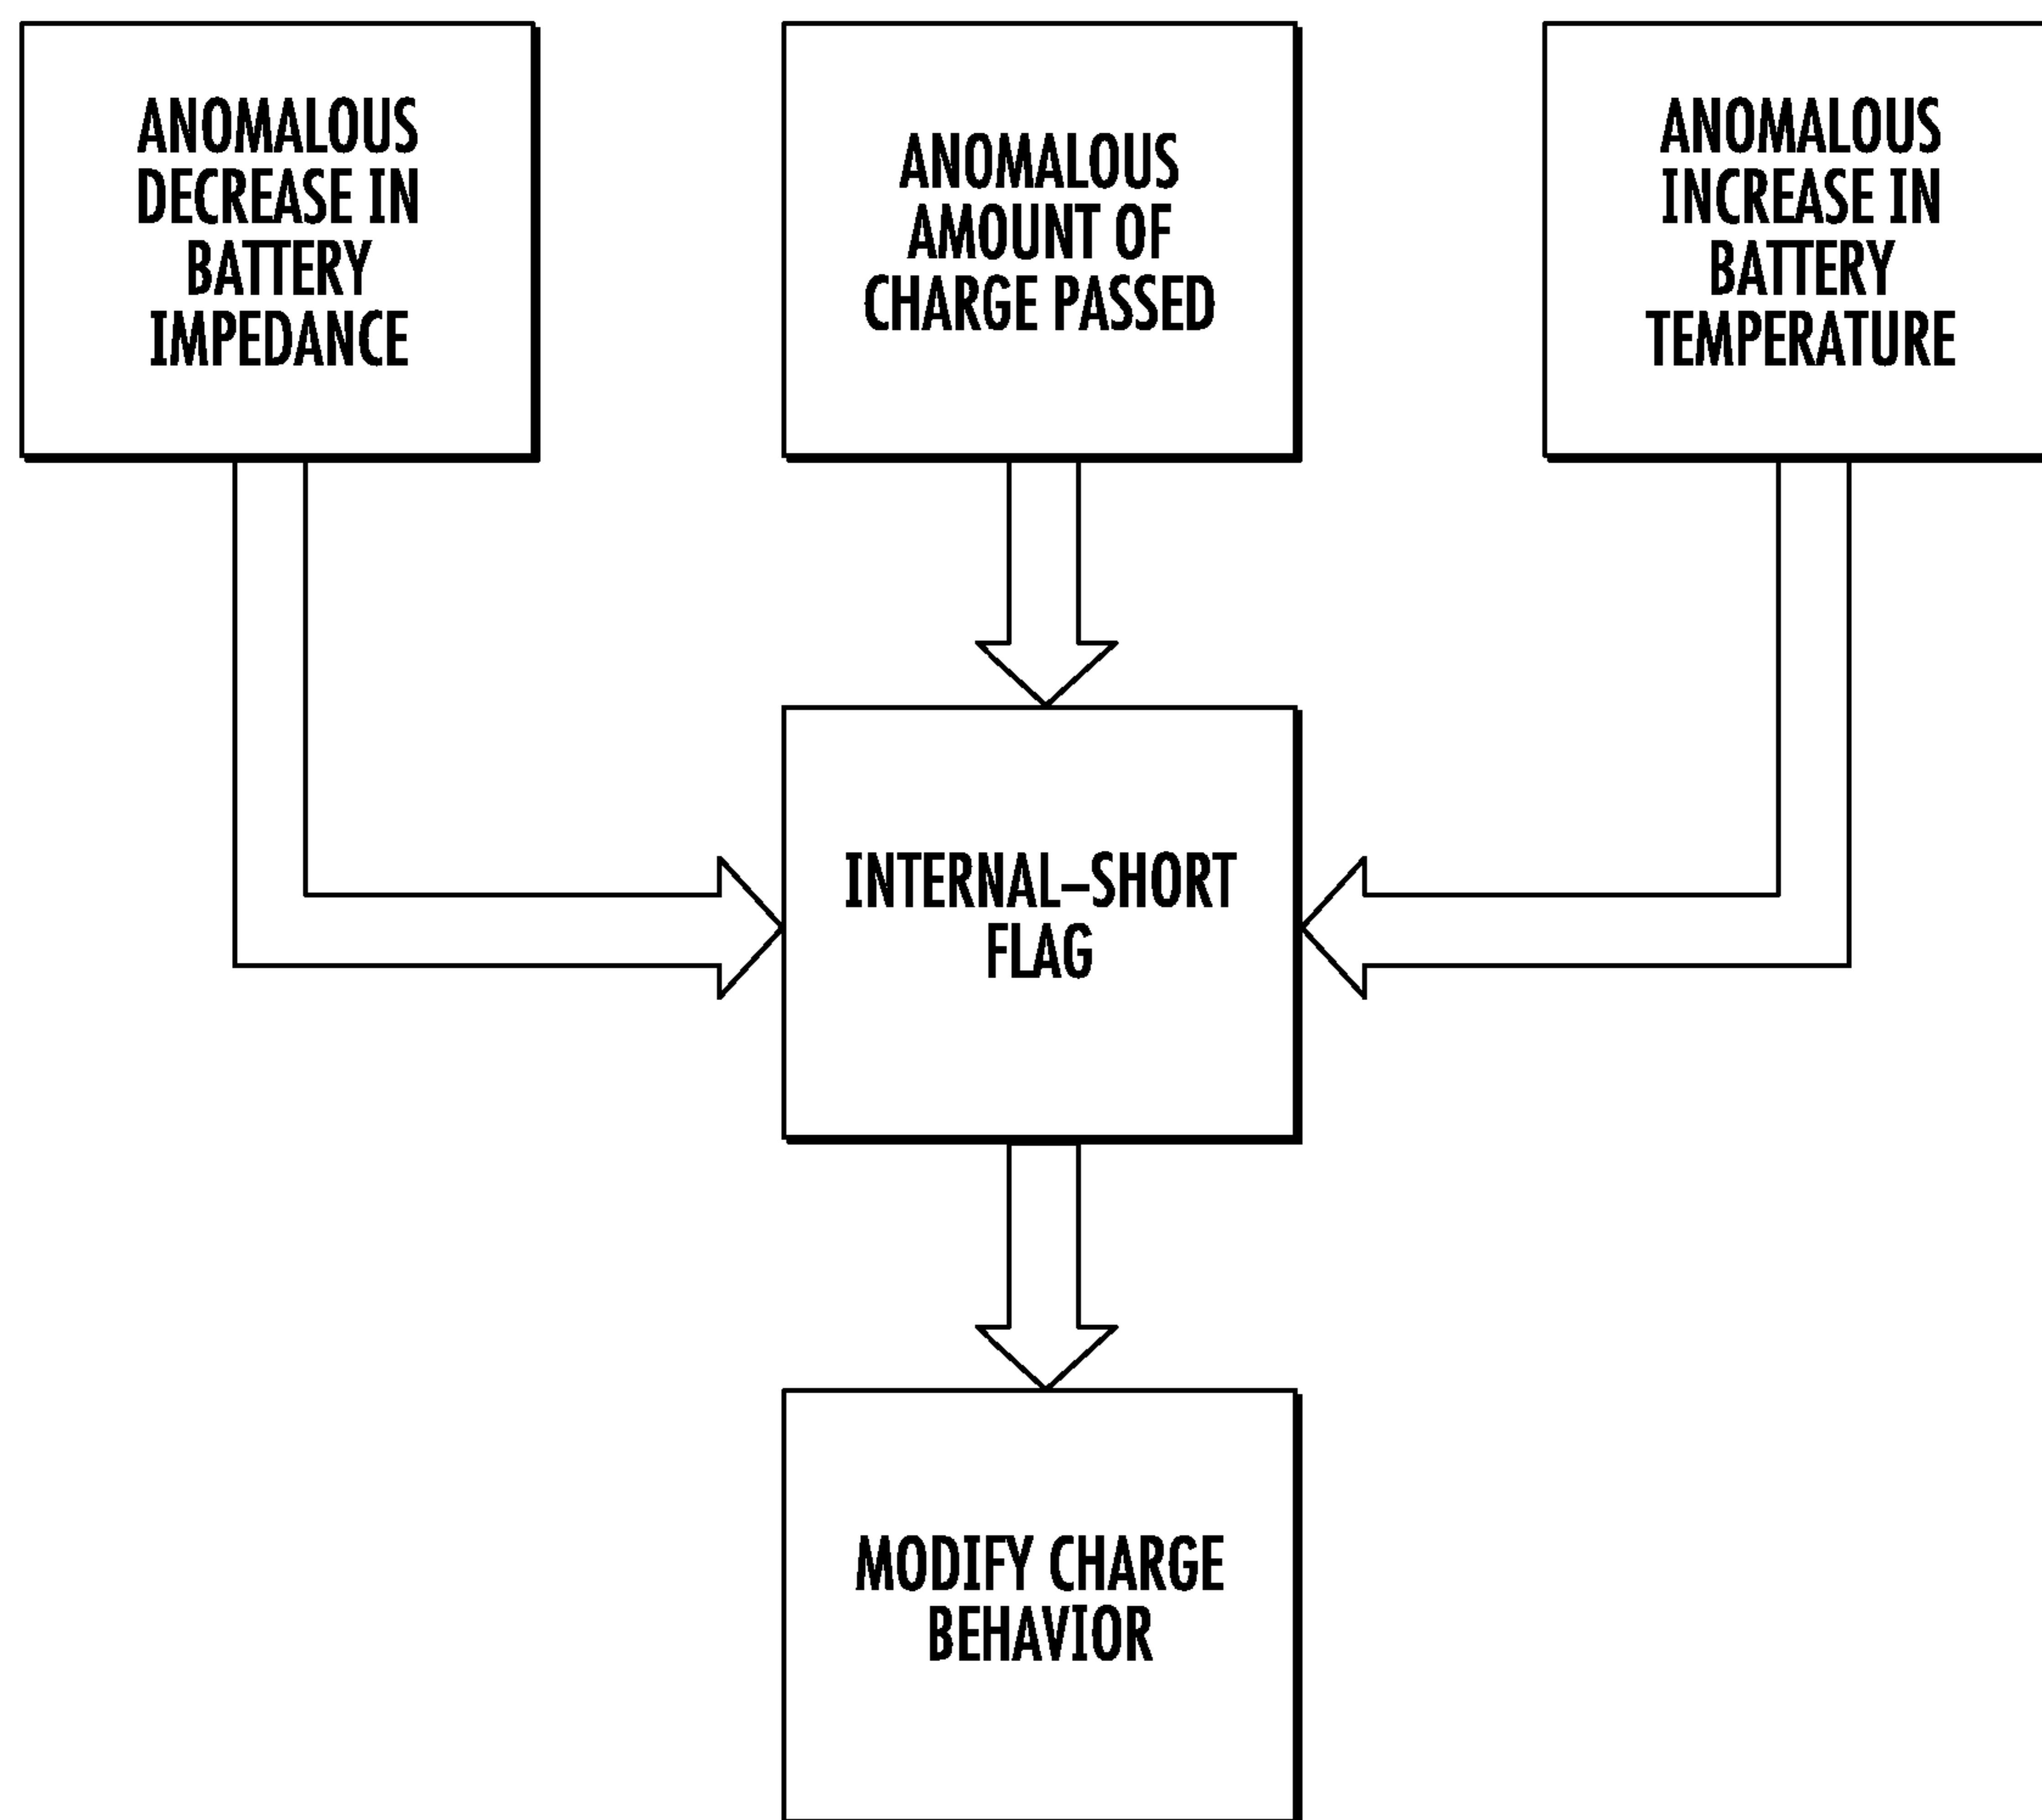 ANOMALOUS
DECREASE IN
BATTERY
IMPEDANCE
ANOMALOUS
AMOUNT OF
CHARGE PASSED
ANOMALOUS
INCREASE IN
BATTERY
TEMPERATURE
INTERNAL–SHORT
FLAG
MODIFY CHARGE
BEHAVIOR